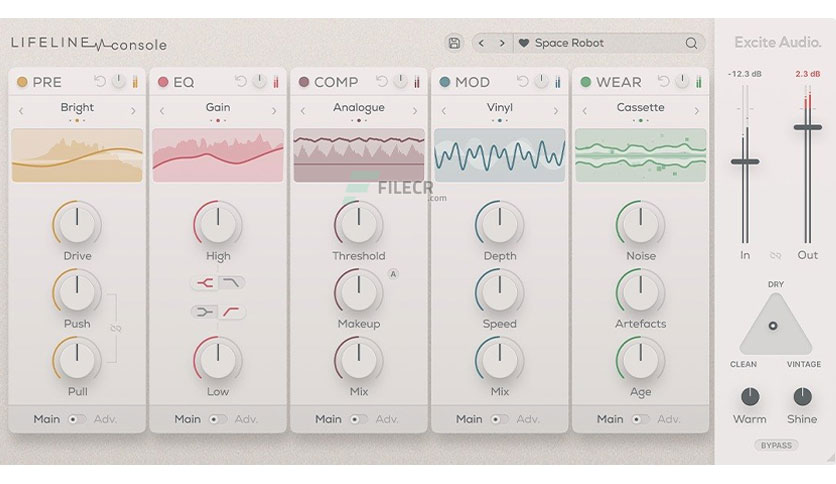 LIFELINE console
Space Robot
Excite Audio.
PRE
EQ
COMP
MOD
WEAR
Bright
Gain
Analogue
Vinyl
Cassette
-12.3 dB
2.3 dB
FILECR
.com
Drive
High
Threshold
Depth
Noise
In
Out
A
Push
Makeup
Speed
Artefacts
DRY
CLEAN
VINTAGE
Pull
Low
Mix
Mix
Age
Warm
Shine
Main Adv.
Main Adv.
Main Adv.
Main Adv.
Main Adv.
BYPASS